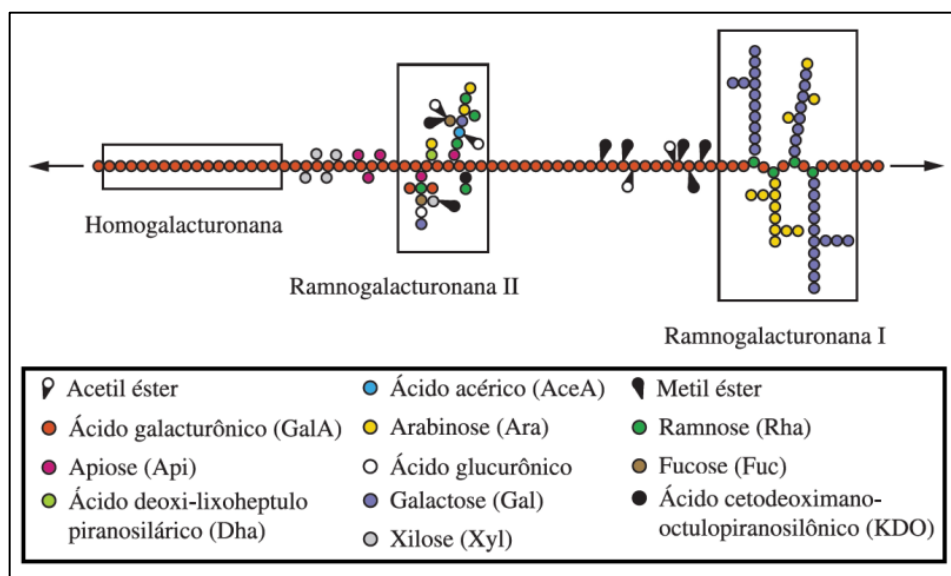 Homogalacturonana
Ramnogalacturonana II
Ramnogalacturonana I
Acetil éster
Ácido acérico (AceA)
Metil éster
Ácido galacturônico (GalA)
Arabinose (Ara)
Ramnose (Rha)
Apiose (Api)
Ácido glucurônico
Fucose (Fuc)
Ácido deoxi-lixoheptulo
piranosilárico (Dha)
Galactose (Gal)
Ácido cetodeoximano-
octulopiranosilônico (KDO)
Xilose (Xyl)